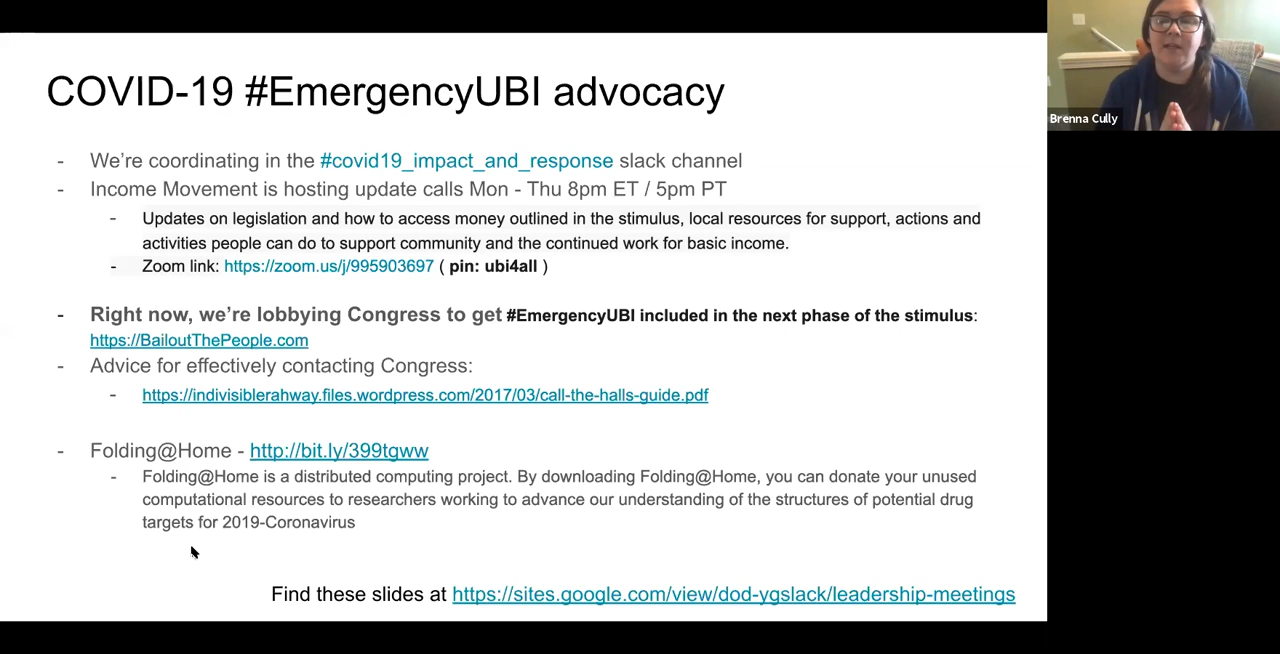 COVID-19 #EmergencyUBI advocacy
Brenna Cully
- We’re coordinating in the #covid19_impact_and_response slack channel
- Income Movement is hosting update calls Mon - Thu 8pm ET / 5pm PT
- Updates on legislation and how to access money outlined in the stimulus, local resources for support, actions and
activities people can do to support community and the continued work for basic income.
- Zoom link: https://zoom.us/j/995903697 ( pin: ubi4all )
- Right now, we’re lobbying Congress to get #EmergencyUBI included in the next phase of the stimulus:
https://BailoutThePeople.com
- Advice for effectively contacting Congress:
- https://indivisiblerahway.files.wordpress.com/2017/03/call-the-halls-guide.pdf
- Folding@Home - http://bit.ly/399tgww
- Folding@Home is a distributed computing project. By downloading Folding@Home, you can donate your unused
computational resources to researchers working to advance our understanding of the structures of potential drug
targets for 2019-Coronavirus
Find these slides at https://sites.google.com/view/dod-ygslack/leadership-meetings